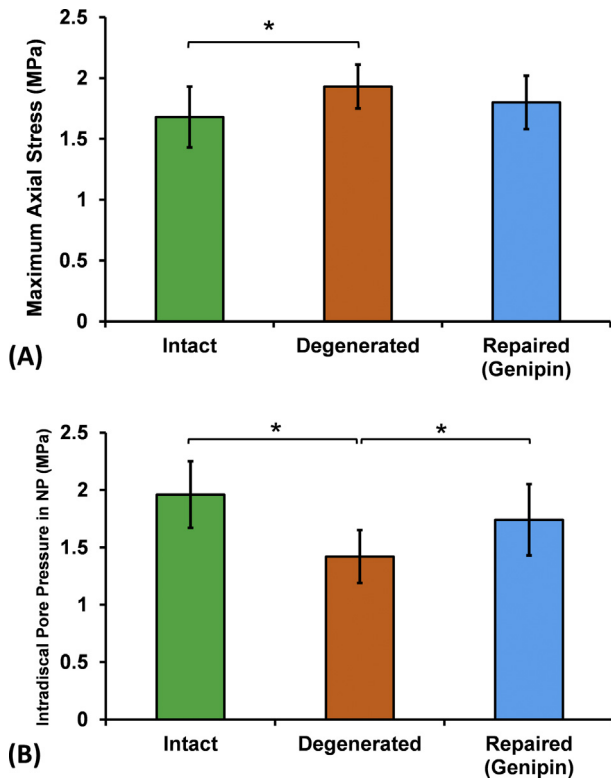 Maximum Axial Stress (MPa)
2.5
2
1.5
1
0.5
0
*
Intact
Degenerated
Repaired
(Genipin)
(A)
Intradiscal Pore Pressure in NP (MPa)
2.5
2
1.5
1
0.5
0
*
*
Intact
Degenerated
Repaired
(Genipin)
(B)